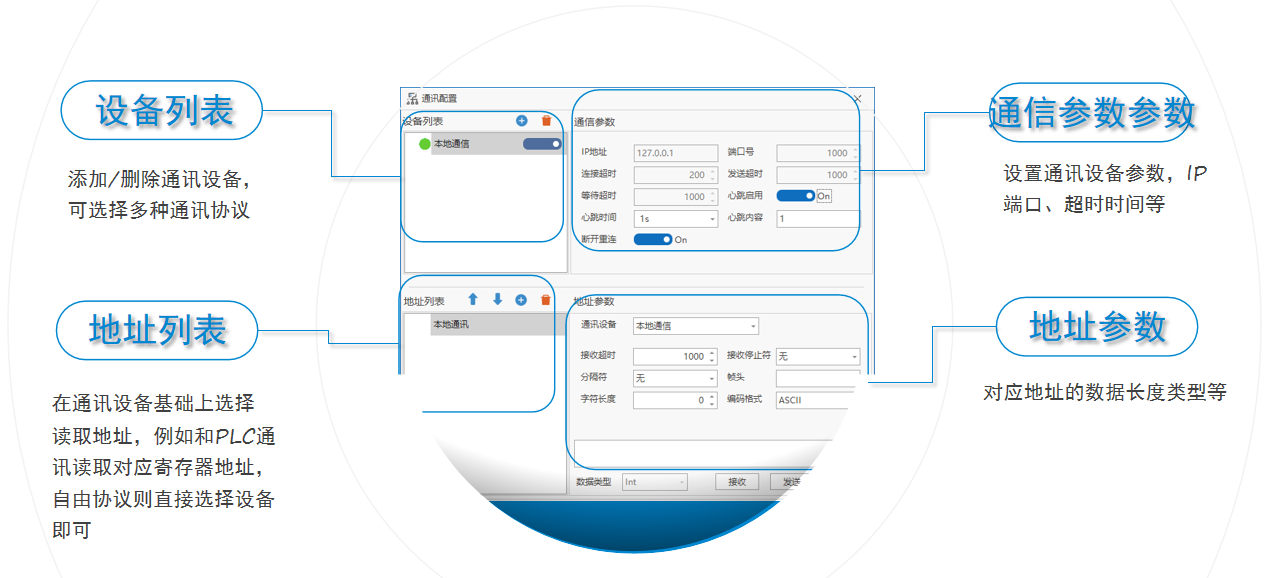 设备列表
添加/删除通讯设备，
可选择多种通讯协议
地址列表
在通讯设备基础上选择
读取地址，例如和PLC通
讯读取对应寄存器地址，
自由协议则直接选择设备
即可
通讯配置
设备列表
本地通信
通信参数
IP地址 127.0.0.1 端口号 1000
连接超时 200 发送超时 1000
等待超时 1000 心跳启用 On
心跳时间 1s 心跳内容 1
断开重连 On
地址列表
本地通讯
地址参数
通讯设备 本地通信
接收超时 1000 接收停止符 无
分隔符 无 帧头
字符长度 0 编码格式 ASCII
数据类型 Int 接收 发送
通信参数参数
设置通讯设备参数，IP
端口、超时时间等
地址参数
对应地址的数据长度类型等